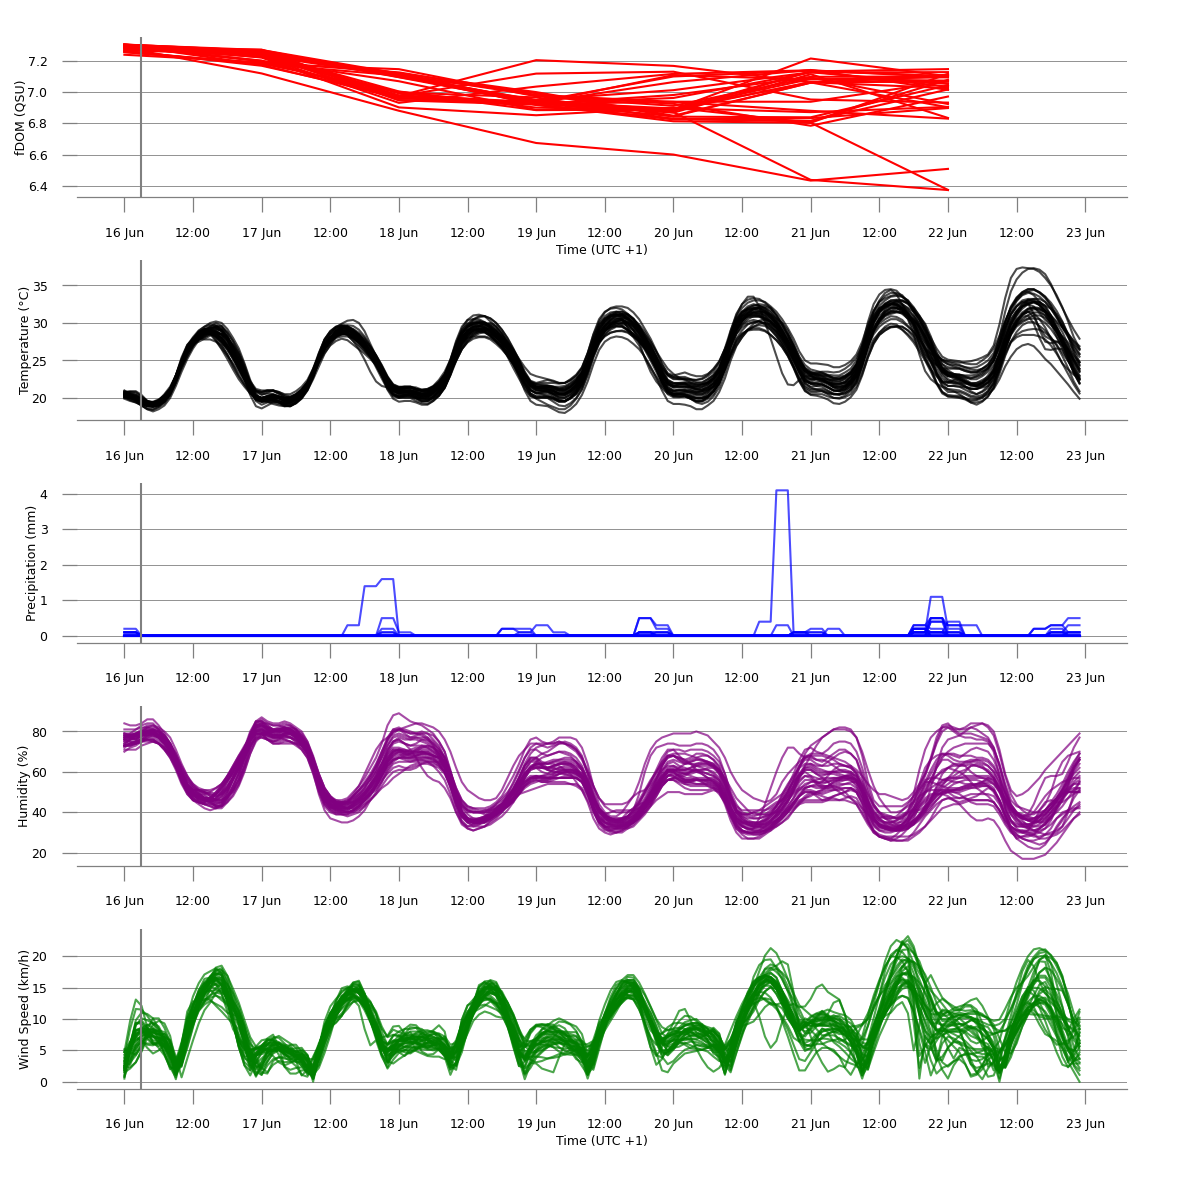 fDOM (QSU)
7.2
7.0
6.8
6.6
6.4
16 Jun 12:00 17 Jun 12:00 18 Jun 12:00 19 Jun 12:00 20 Jun 12:00 21 Jun 12:00 22 Jun 12:00 23 Jun
Time (UTC +1)
Temperature (°C)
35
30
25
20
16 Jun 12:00 17 Jun 12:00 18 Jun 12:00 19 Jun 12:00 20 Jun 12:00 21 Jun 12:00 22 Jun 12:00 23 Jun
Precipitation (mm)
4
3
2
1
0
16 Jun 12:00 17 Jun 12:00 18 Jun 12:00 19 Jun 12:00 20 Jun 12:00 21 Jun 12:00 22 Jun 12:00 23 Jun
Humidity (%)
80
60
40
20
16 Jun 12:00 17 Jun 12:00 18 Jun 12:00 19 Jun 12:00 20 Jun 12:00 21 Jun 12:00 22 Jun 12:00 23 Jun
Wind Speed (km/h)
20
15
10
5
0
16 Jun 12:00 17 Jun 12:00 18 Jun 12:00 19 Jun 12:00 20 Jun 12:00 21 Jun 12:00 22 Jun 12:00 23 Jun
Time (UTC +1)